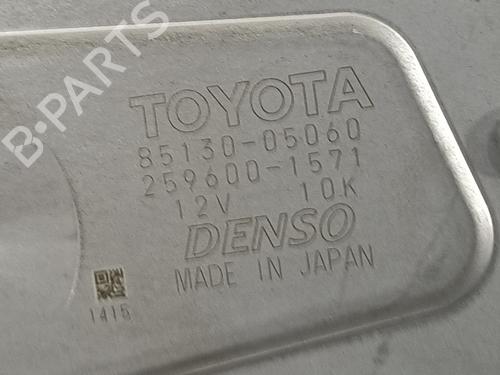 B-PARTS
TOYOTA
85130-05060
259600-1571
12V 10K
DENSO
MADE IN JAPAN
1415